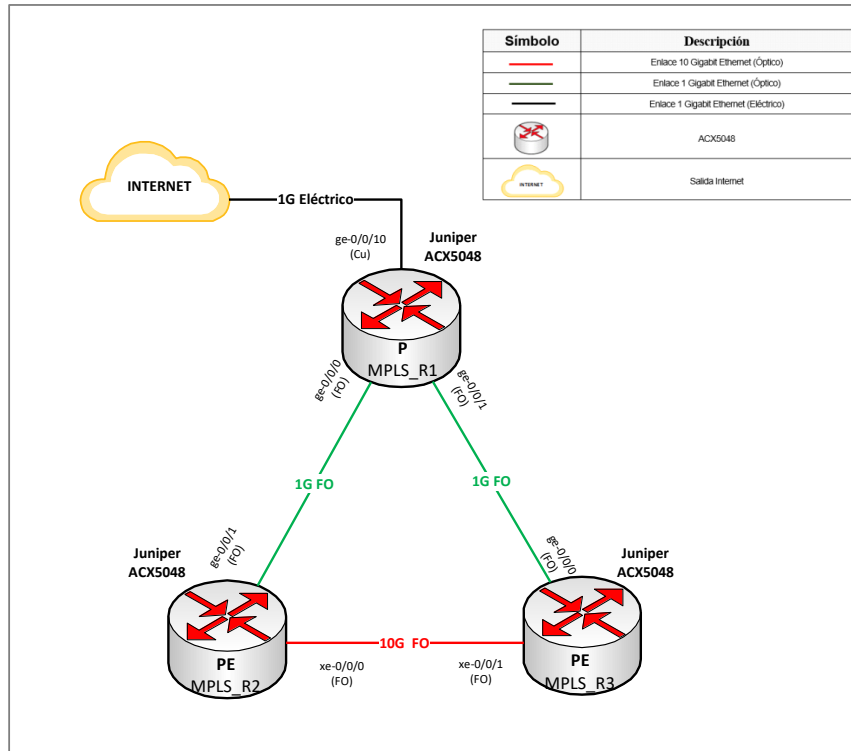 Símbolo Descripción
Enlace 10 Gigabit Ethernet (Óptico)
Enlace 1 Gigabit Ethernet (Óptico)
Enlace 1 Gigabit Ethernet (Eléctrico)
ACX5048
INTERNET
Salida Internet
INTERNET
1G Eléctrico
ge-0/0/10
(Cu)
Juniper
ACX5048
P
MPLS_R1
ge-0/0/0
(FO)
ge-0/0/1
(FO)
1G FO
1G FO
Juniper
ACX5048
ge-0/0/1
(FO)
ge-0/0/0
(FO)
Juniper
ACX5048
PE
MPLS_R2
10G FO
xe-0/0/0
(FO)
xe-0/0/1
(FO)
PE
MPLS_R3